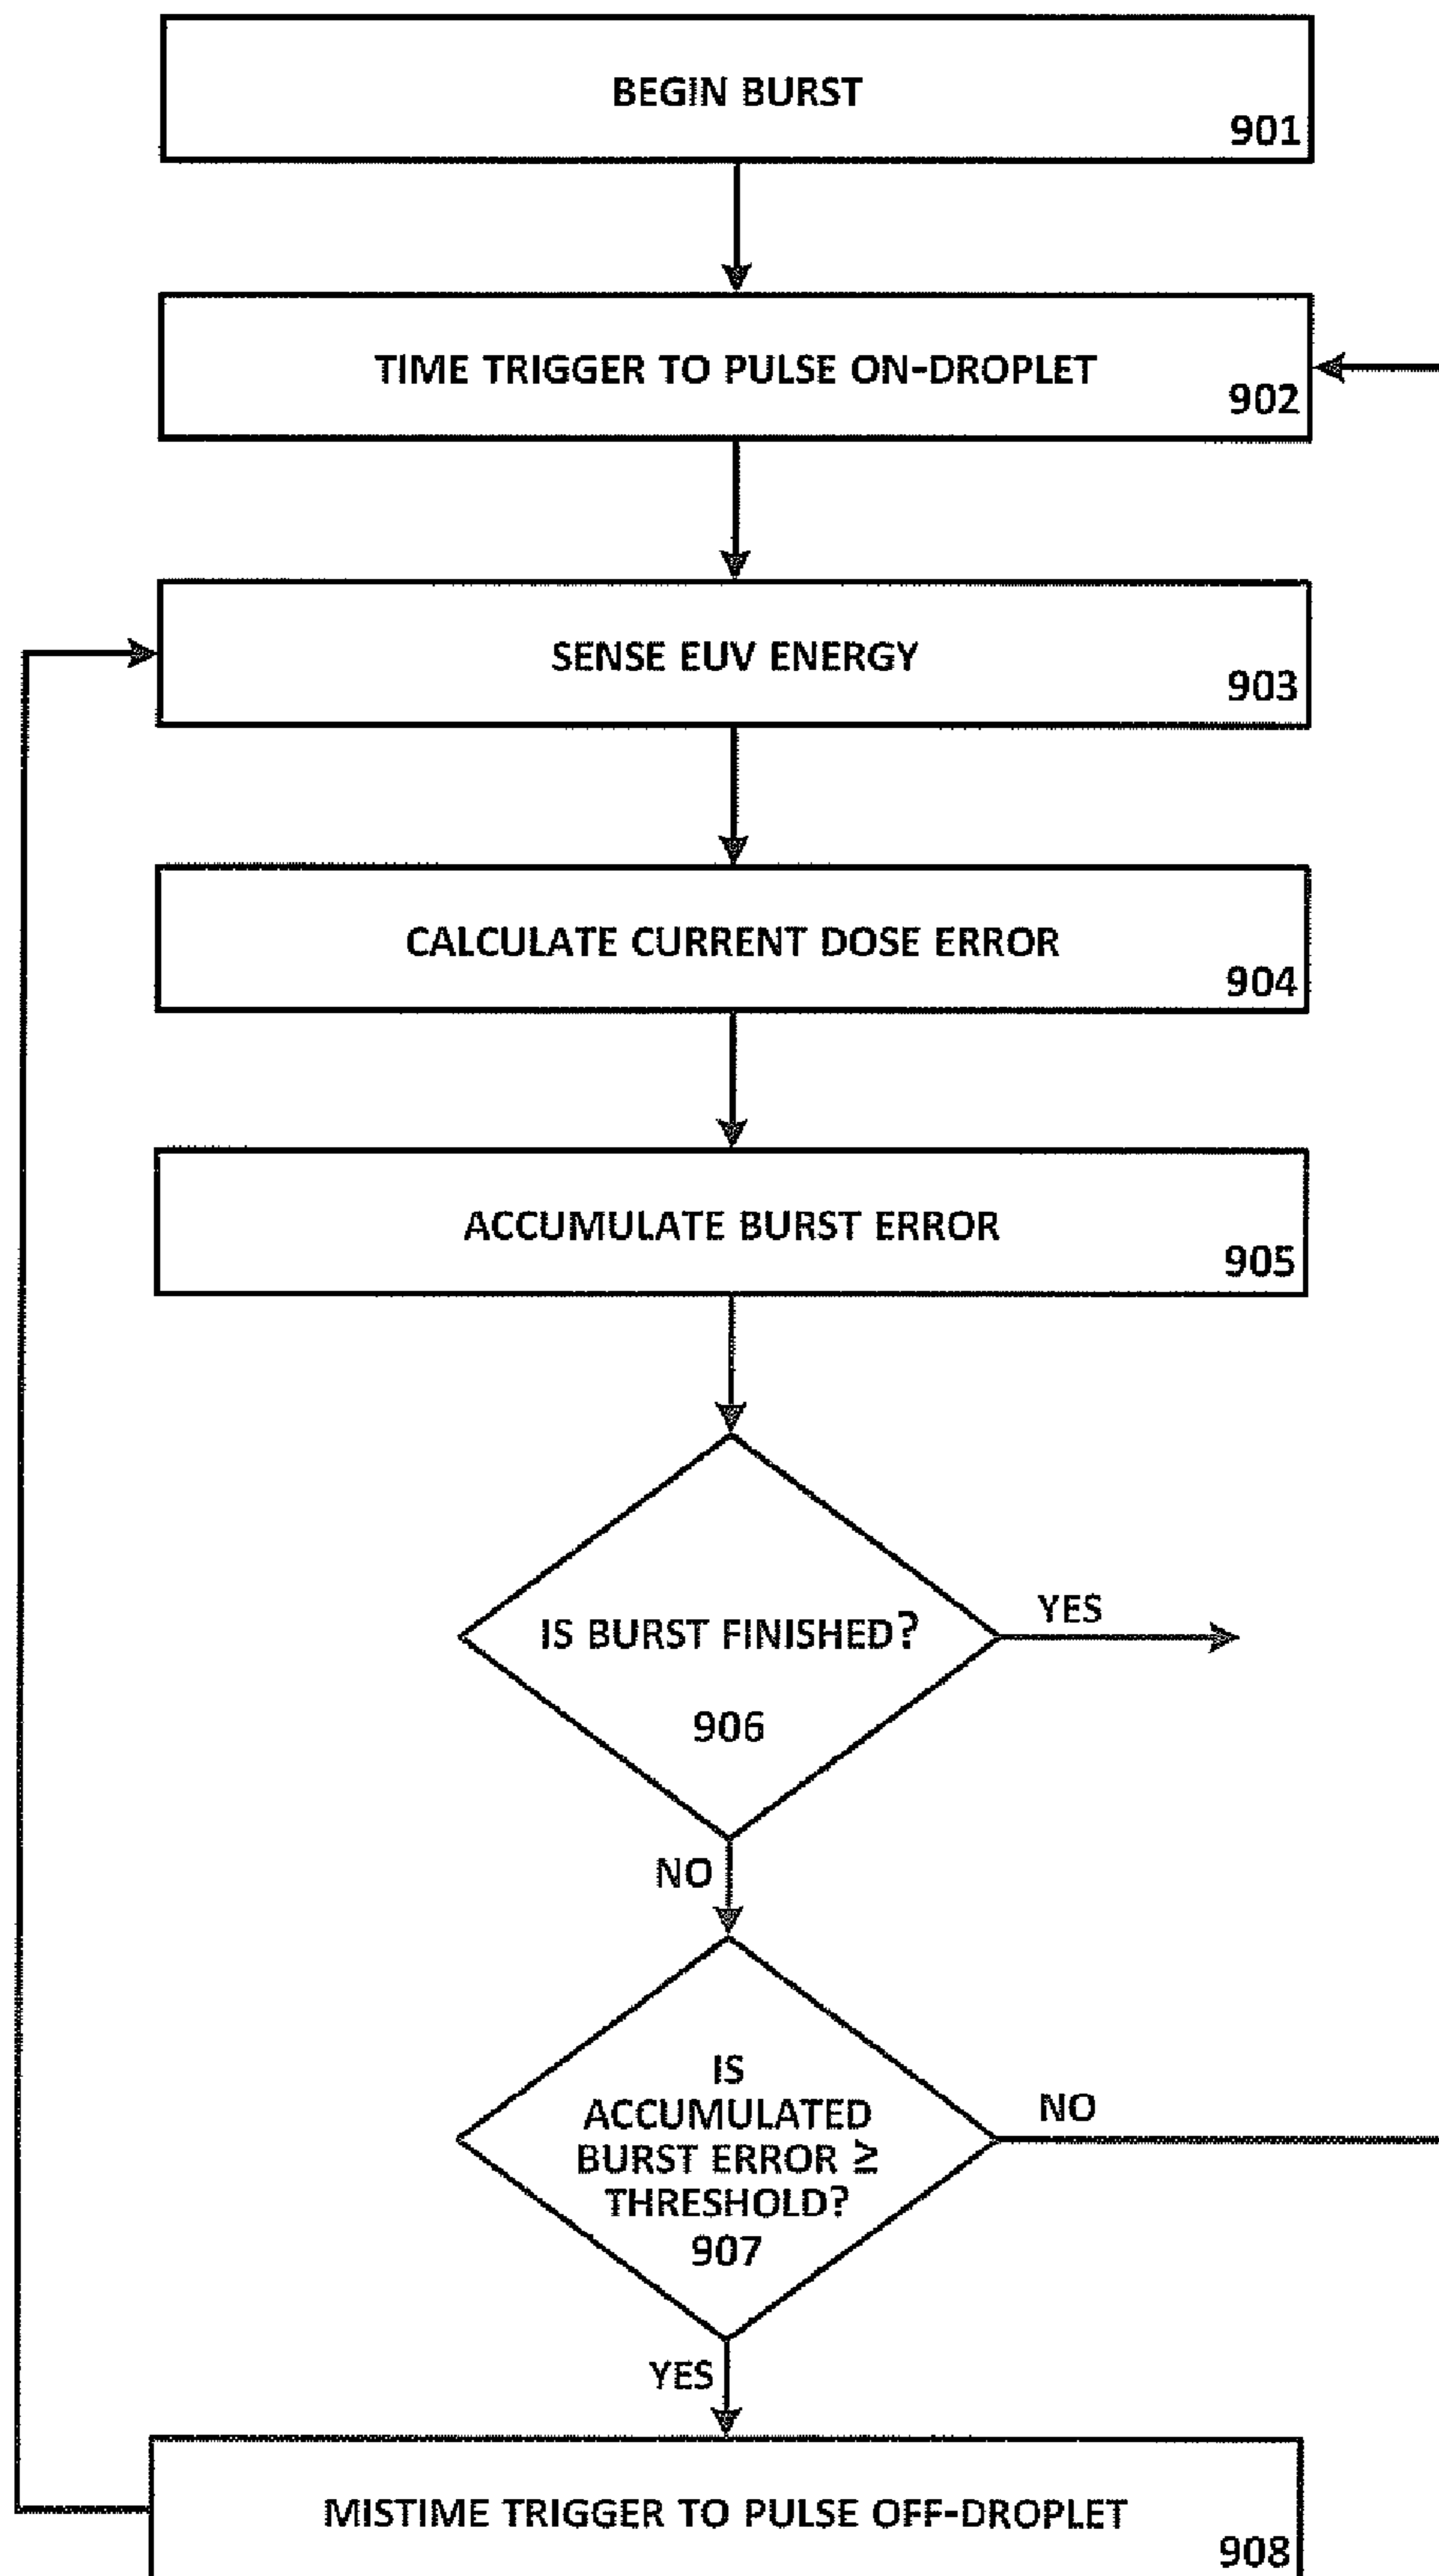 BEGIN BURST
901
TIME TRIGGER TO PULSE ON-DROPLET
902
SENSE EUV ENERGY
903
CALCULATE CURRENT DOSE ERROR
904
ACCUMULATE BURST ERROR
905
IS BURST FINISHED?
906
YES
NO
IS
ACCUMULATED
BURST ERROR ≥
THRESHOLD?
907
NO
YES
MISTIME TRIGGER TO PULSE OFF-DROPLET
908